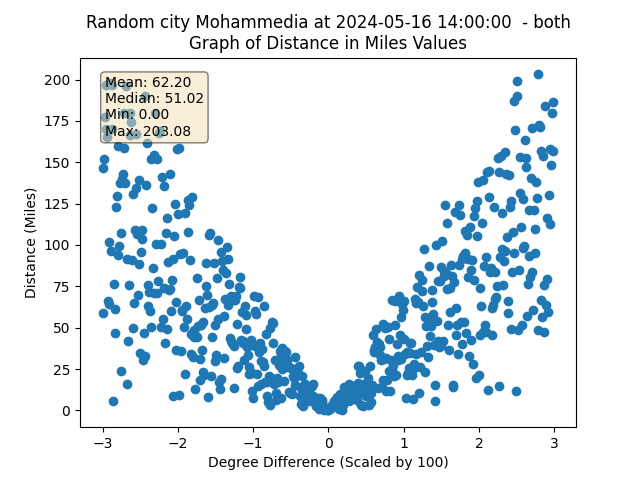 Random city Mohammedia at 2024-05-16 14:00:00  - both
Graph of Distance in Miles Values
Mean: 62.20
Median: 51.02
Min: 0.00
Max: 203.08
200
175
150
125
100
75
50
25
0
Distance (Miles)
−3
−2
−1
0
1
2
3
Degree Difference (Scaled by 100)